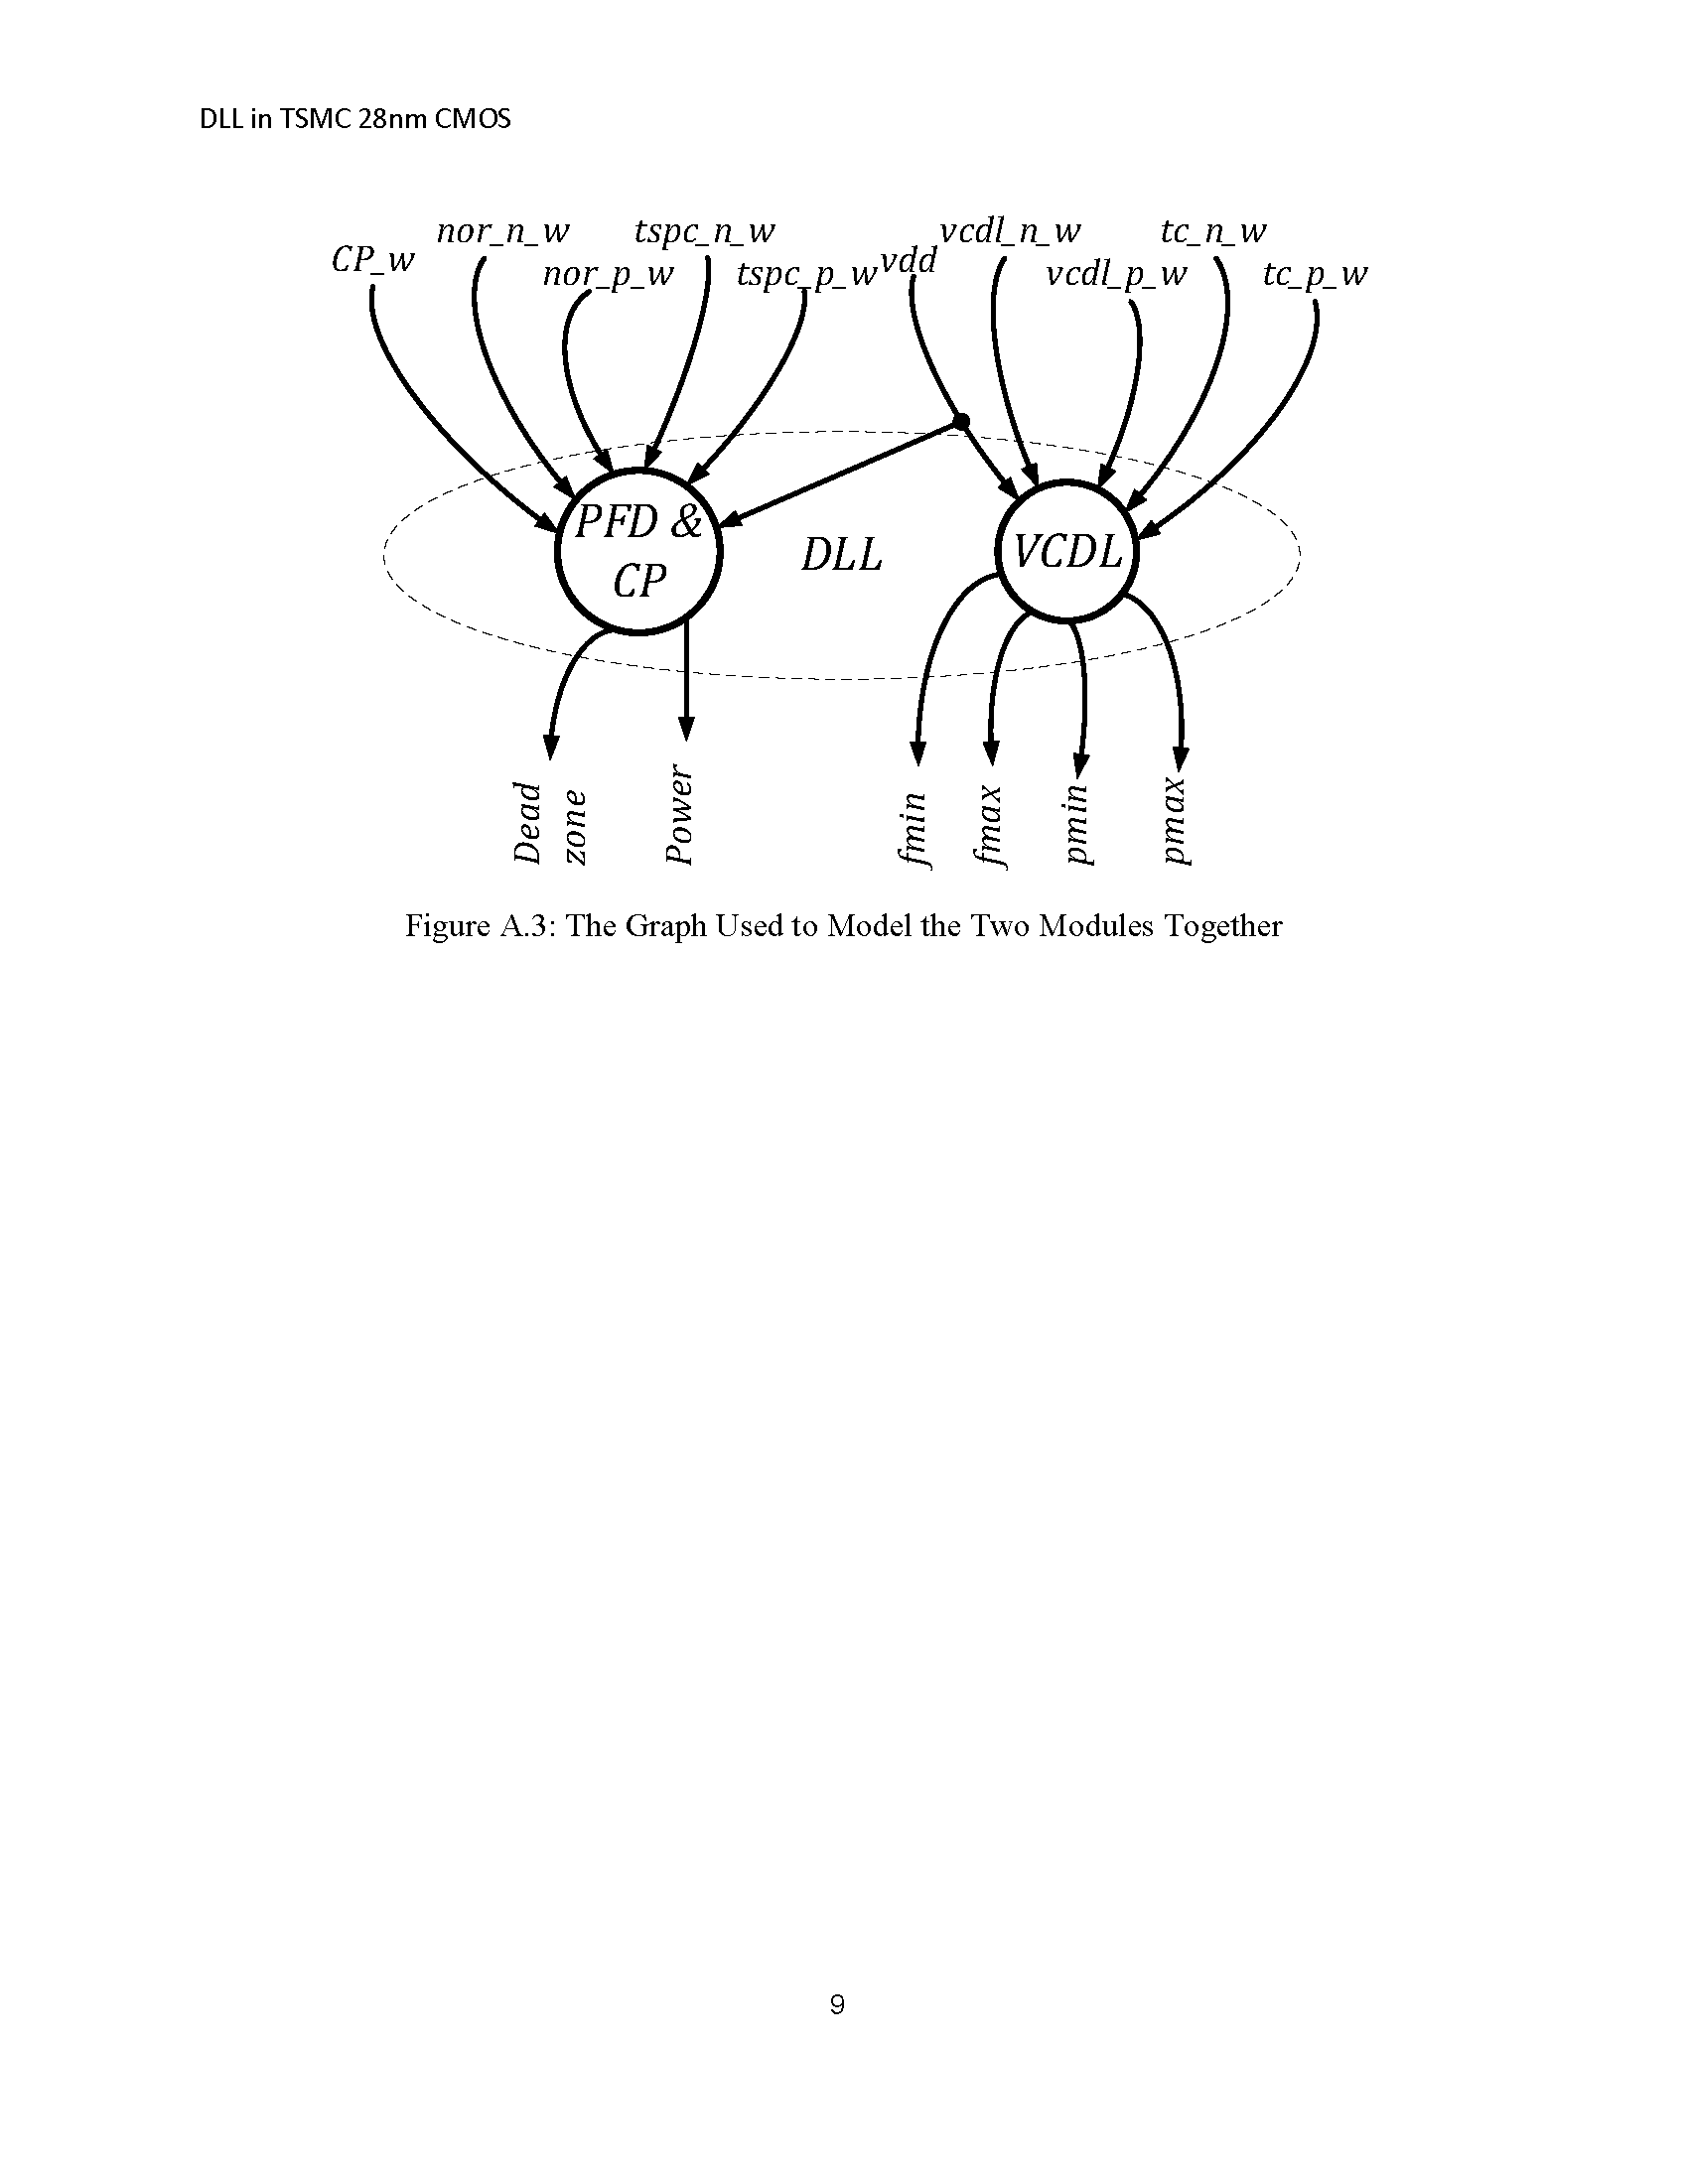 DLL in TSMC 28nm CMOS
CP_w
nor_n_w
nor_p_w
tspc_n_w
tspc_p_w
vdd
vcdl_n_w
vcdl_p_w
tc_n_w
tc_p_w
PFD &
CP
DLL
VCDL
Dead
zone
Power
fmin
fmax
pmin
pmax
Figure A.3: The Graph Used to Model the Two Modules Together
9